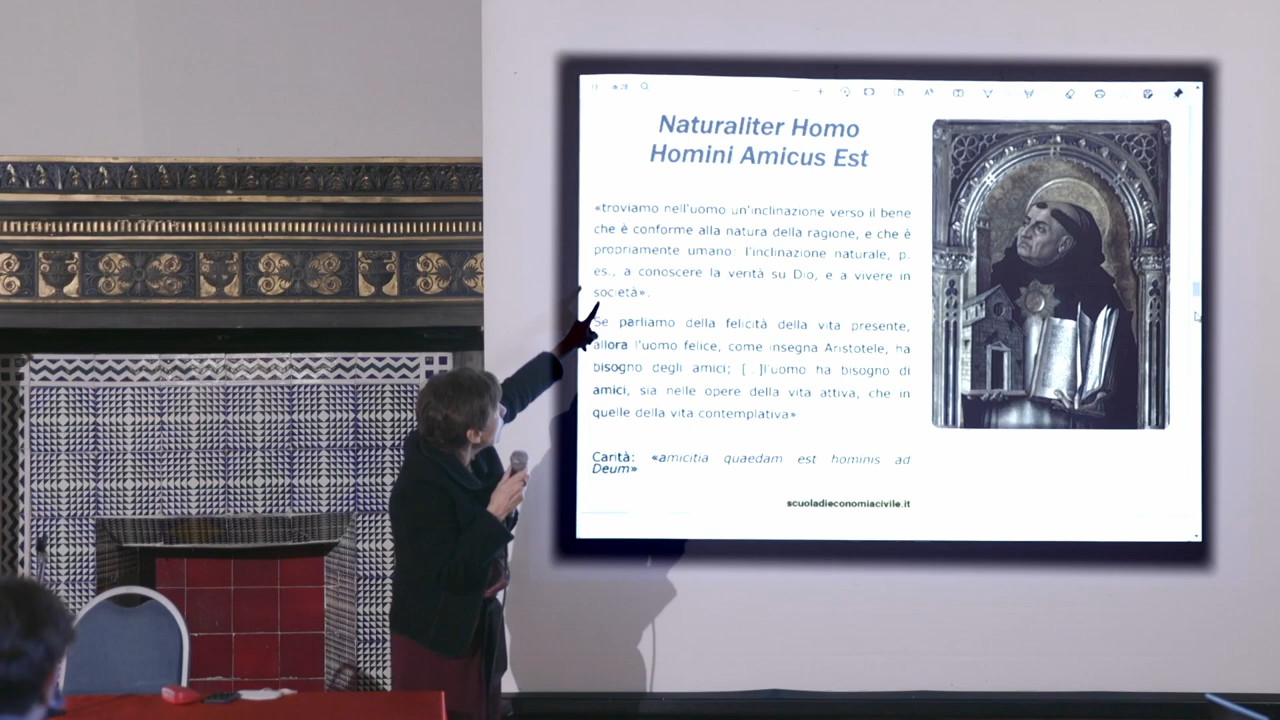 Naturaliter Homo
Homini Amicus Est
«troviamo nell'uomo un'inclinazione verso il bene
che è conforme alla natura della ragione, e che è
propriamente umano: l'inclinazione naturale, p.
es., a conoscere la verità su Dio, e a vivere in
società».
Se parliamo della felicità della vita presente,
allora l'uomo felice, come insegna Aristotele, ha
bisogno degli amici; [..]l'uomo ha bisogno di
amici, sia nelle opere della vita attiva, che in
quelle della vita contemplativa»
Carità: «amicitia quaedam est hominis ad
Deum»
scuoladieconomiacivile.it